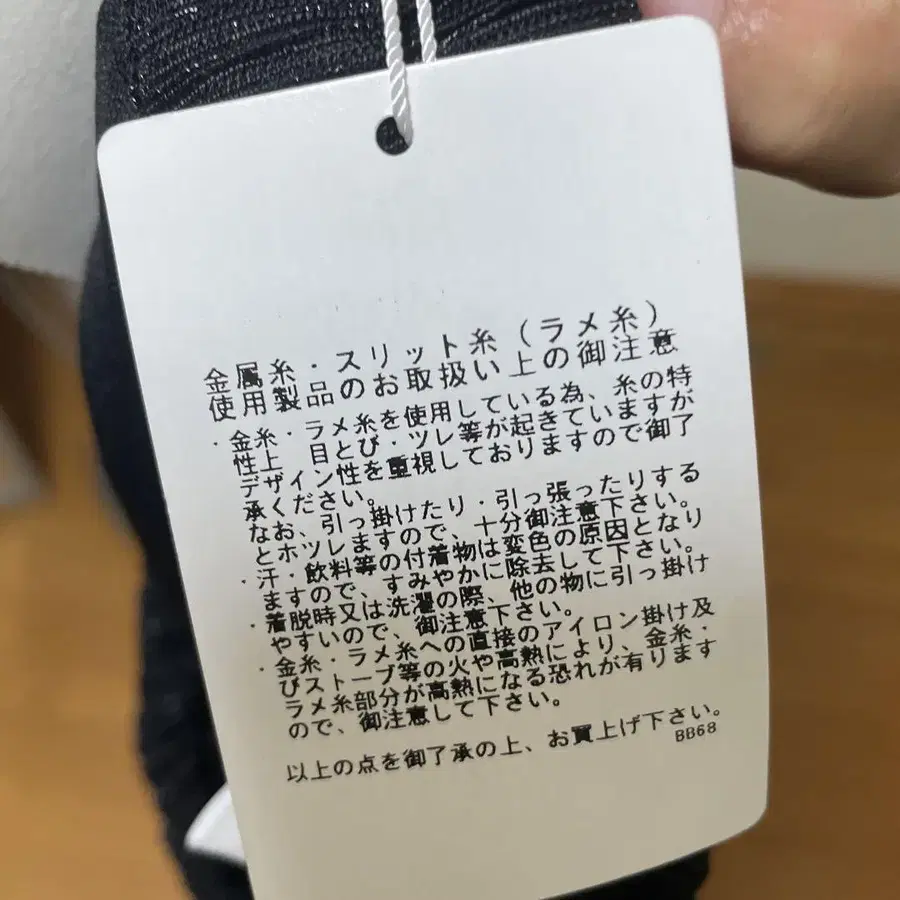 金属糸・スリット糸(ラメ糸)
使用製品のお取扱い上の御注意
・金糸・ラメ糸を使用している為、糸の特
性上、目とび・ツレ等が起きていますが
デザイン性を重視しておりますので御了
承ください。
なお、引っ掛けたり・引っ張ったりする
とホツレますので、十分御注意下さい。
・汗・飲料等の付着物は変色の原因となり
ますので、すみやかに除去して下さい。
・着脱時又は洗濯の際、他の物に引っ掛け
やすいので、御注意下さい。
・金糸・ラメ糸への直接のアイロン掛け及
びストーブ等の火や高熱により、金糸・
ラメ糸部分が高熱になる恐れが有ります
ので、御注意して下さい。
以上の点を御了承の上、お買上げ下さい。
BB68